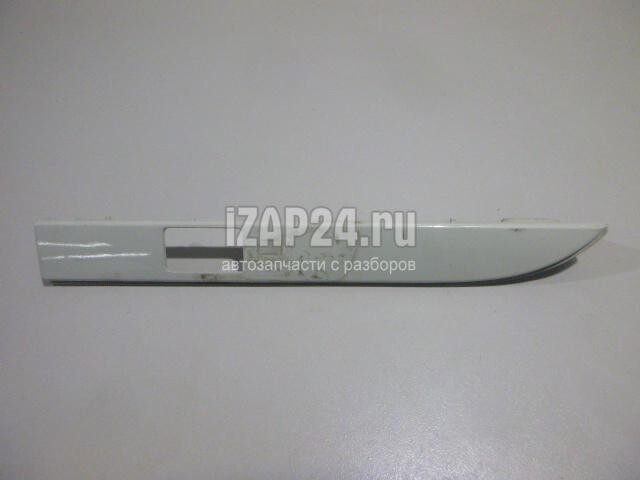 iZAP24.ru
автозапчасти с разборов